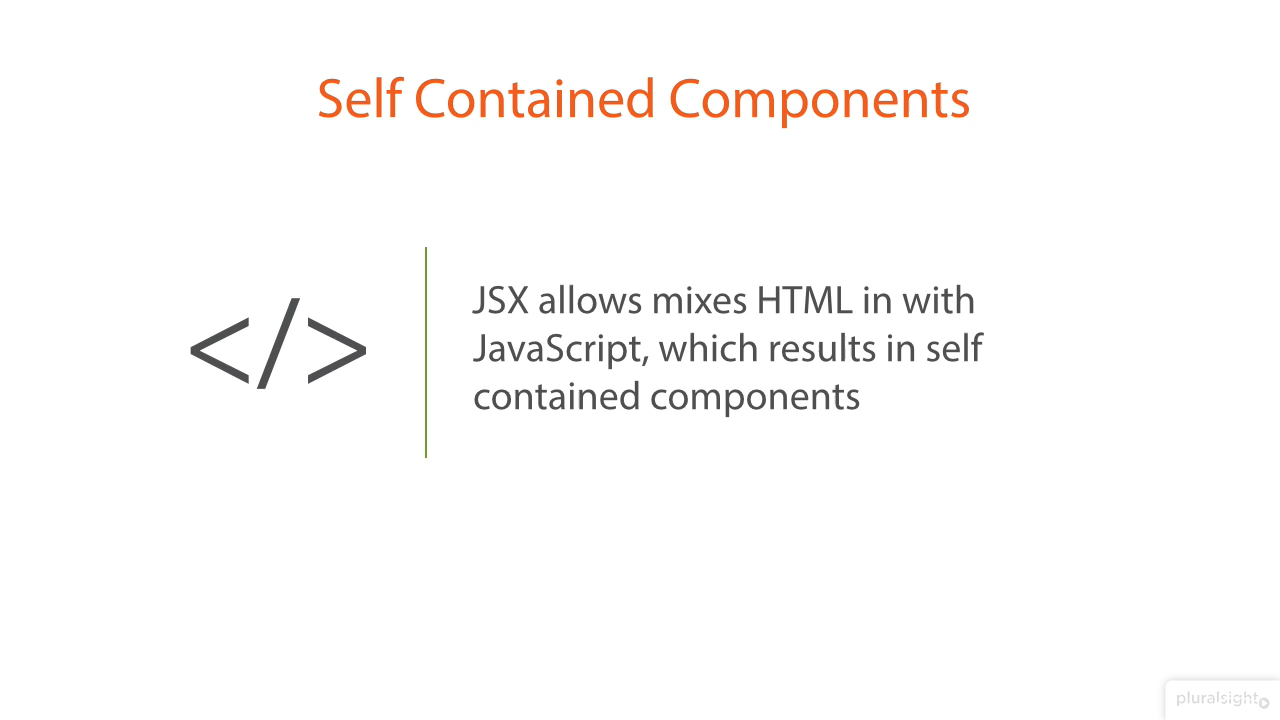 Self Contained Components
</>
JSX allows mixes HTML in with
JavaScript, which results in self
contained components
pluralsight